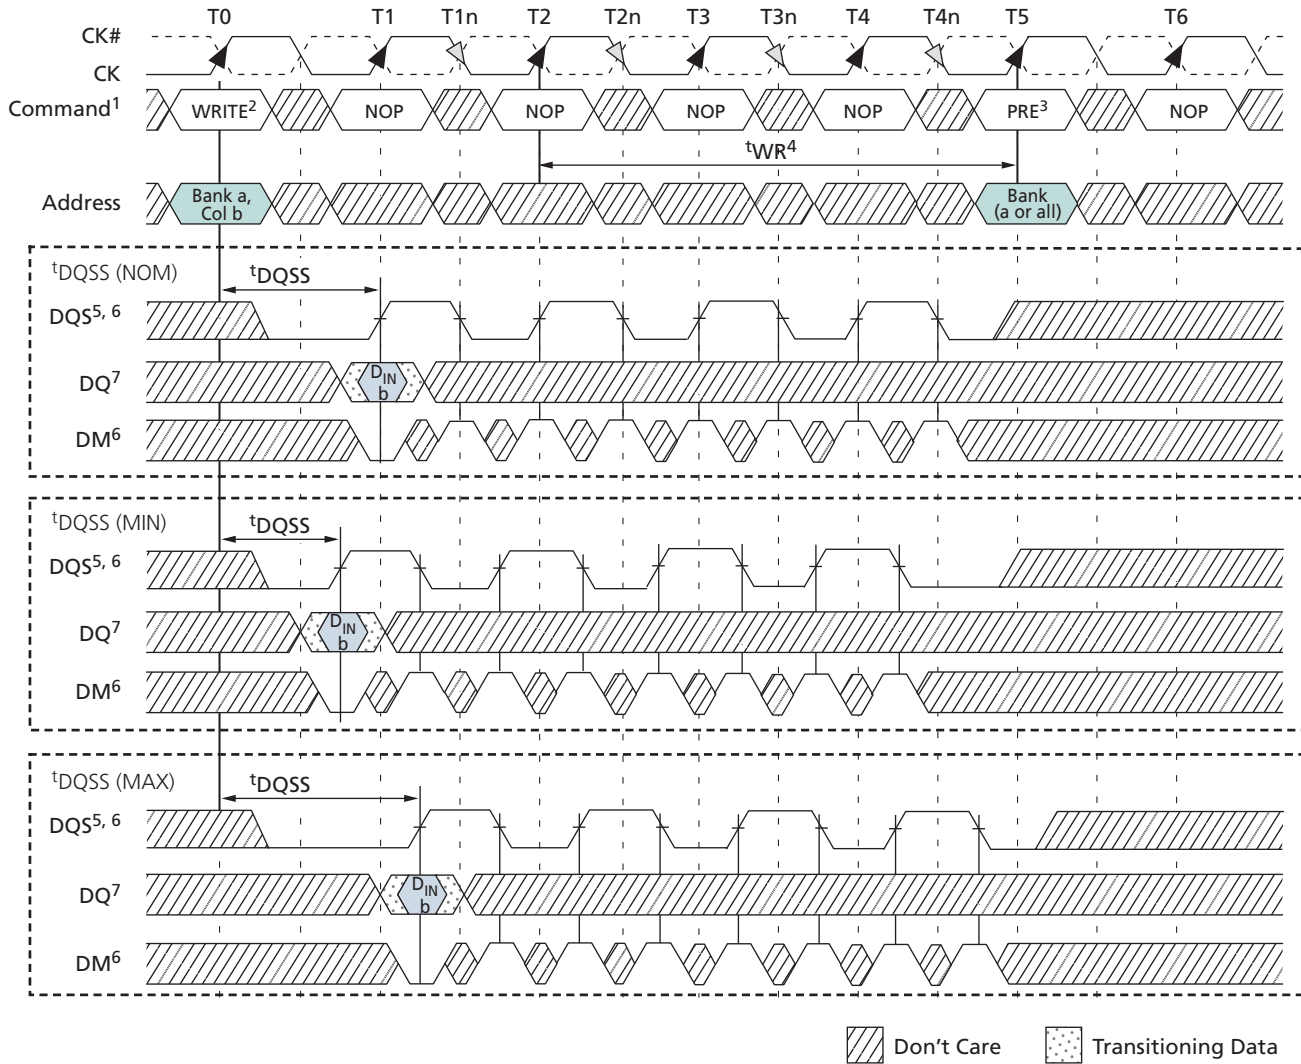 T0 T1 T1n T2 T2n T3 T3n T4 T4n T5 T6
CK#
CK
Command¹ WRITE² NOP NOP NOP NOP PRE³ NOP
ᵗWR⁴
Address Bank a, Col b Bank (a or all)
ᵗDQSS (NOM) ᵗDQSS
DQS⁵, ⁶
DQ⁷ DIN b
DM⁶
ᵗDQSS (MIN) ᵗDQSS
DQS⁵, ⁶
DQ⁷ DIN b
DM⁶
ᵗDQSS (MAX) ᵗDQSS
DQS⁵, ⁶
DQ⁷ DIN b
DM⁶
Don't Care Transitioning Data